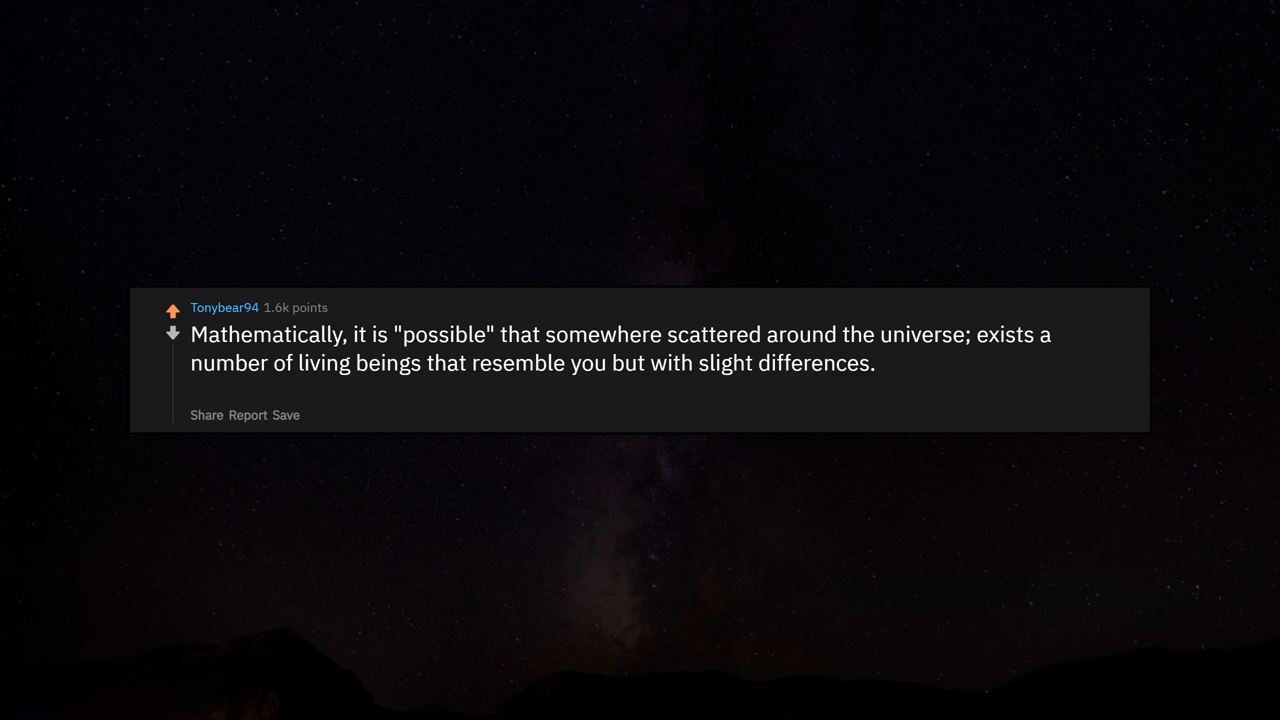 Tonybear94 1.6k points
Mathematically, it is "possible" that somewhere scattered around the universe; exists a
number of living beings that resemble you but with slight differences.
Share Report Save